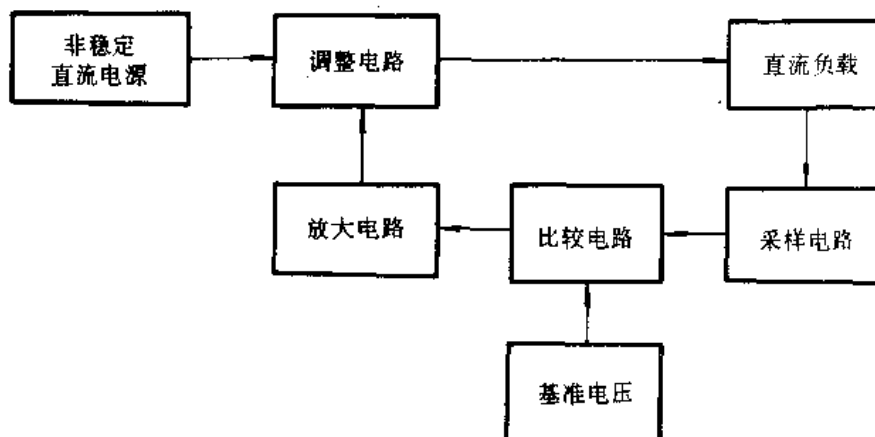 非稳定
直流电源
调整电路
直流负载
放大电路
比较电路
采样电路
基准电压